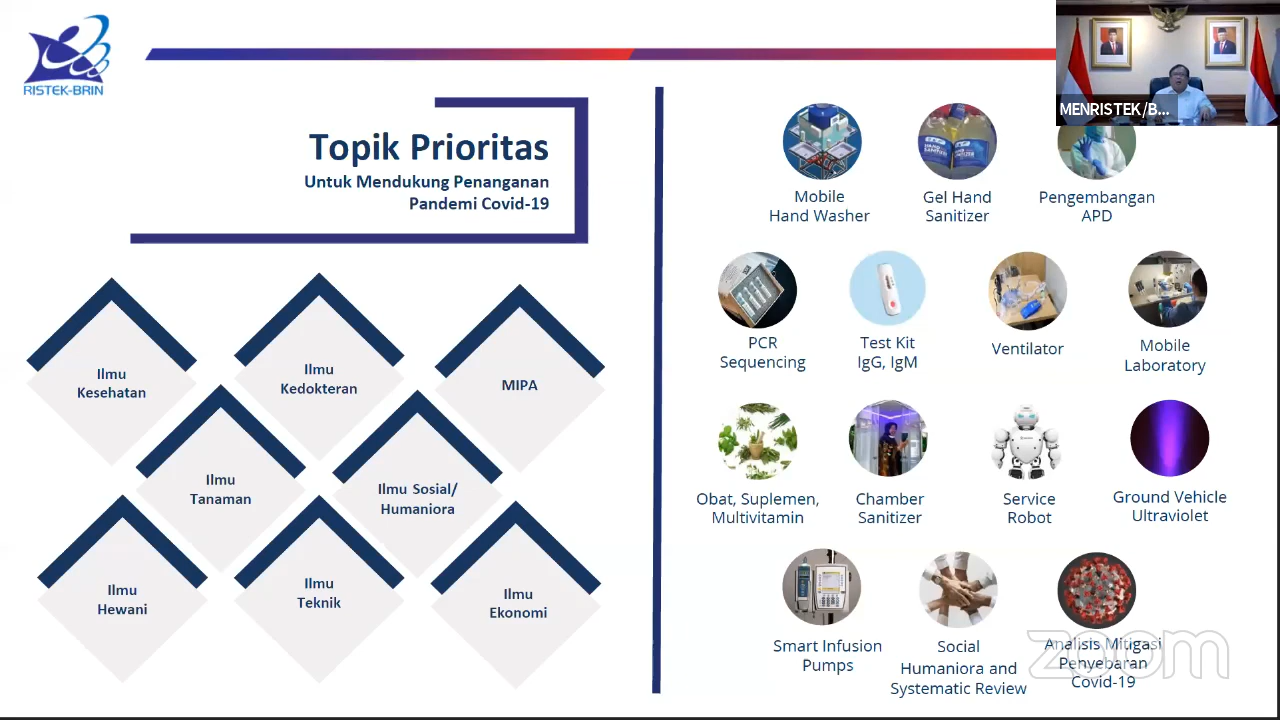 RISTEK-BRIN
MENRISTEK/B...
Topik Prioritas
Untuk Mendukung Penanganan
Pandemi Covid-19
Ilmu
Kesehatan
Ilmu
Kedokteran
MIPA
Ilmu
Tanaman
Ilmu Sosial/
Humaniora
Ilmu
Hewani
Ilmu
Teknik
Ilmu
Ekonomi
Mobile
Hand Washer
Gel Hand
Sanitizer
Pengembangan
APD
PCR
Sequencing
Test Kit
IgG, IgM
Ventilator
Mobile
Laboratory
Obat, Suplemen,
Multivitamin
Chamber
Sanitizer
Service
Robot
Ground Vehicle
Ultraviolet
Smart Infusion
Pumps
Social
Humaniora and
Systematic Review
Analisis Mitigasi
Penyebaran
Covid-19
zoom